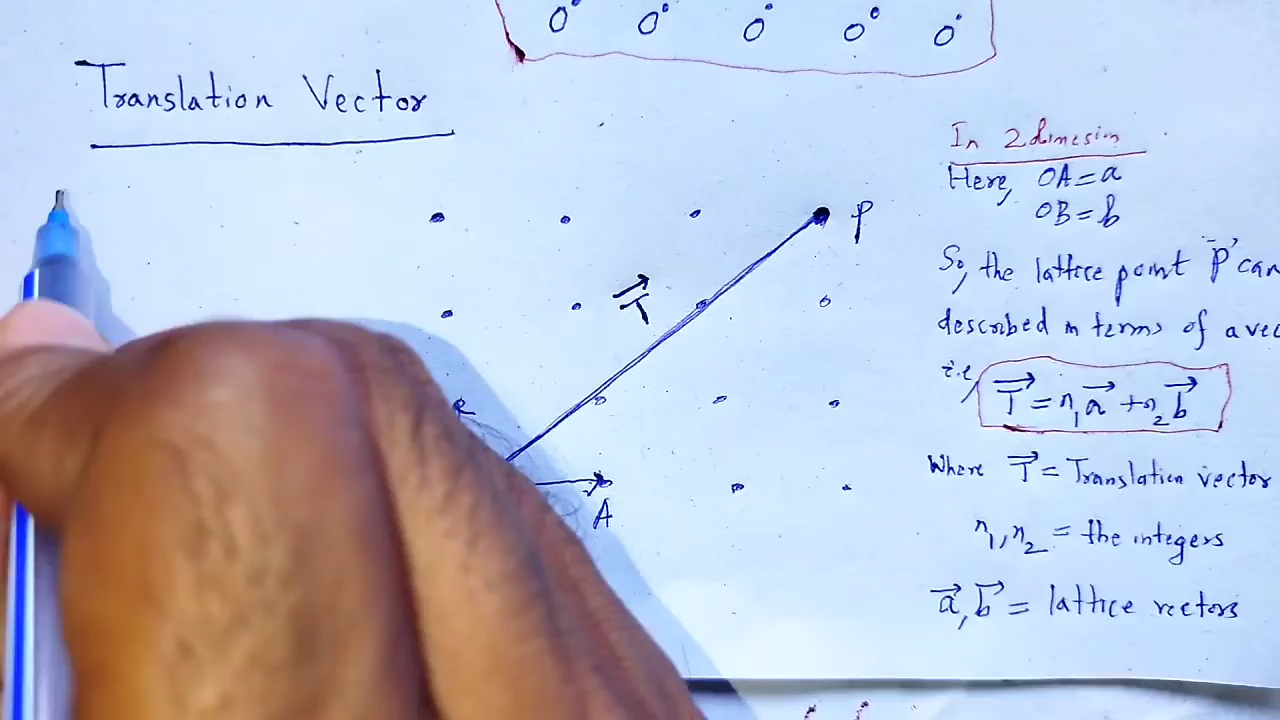 Translation Vector
In 2 dimesion
Here, OA = a
OB = b
So, the lattice point 'P' can
described in terms of a vec
i.e,
T⃗ = n₁a⃗ + n₂b⃗
Where T⃗ = Translation vector
n₁, n₂ = the integers
a⃗, b⃗ = lattice vectors
P
T⃗
A